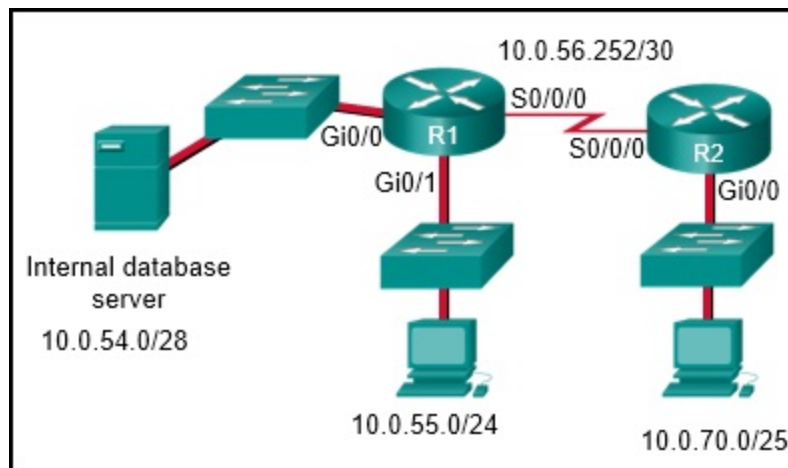 10.0.56.252/30
S0/0/0
Gi0/0
R1
S0/0/0
R2
Gi0/1
Gi0/0
Internal database
server
10.0.54.0/28
10.0.55.0/24
10.0.70.0/25